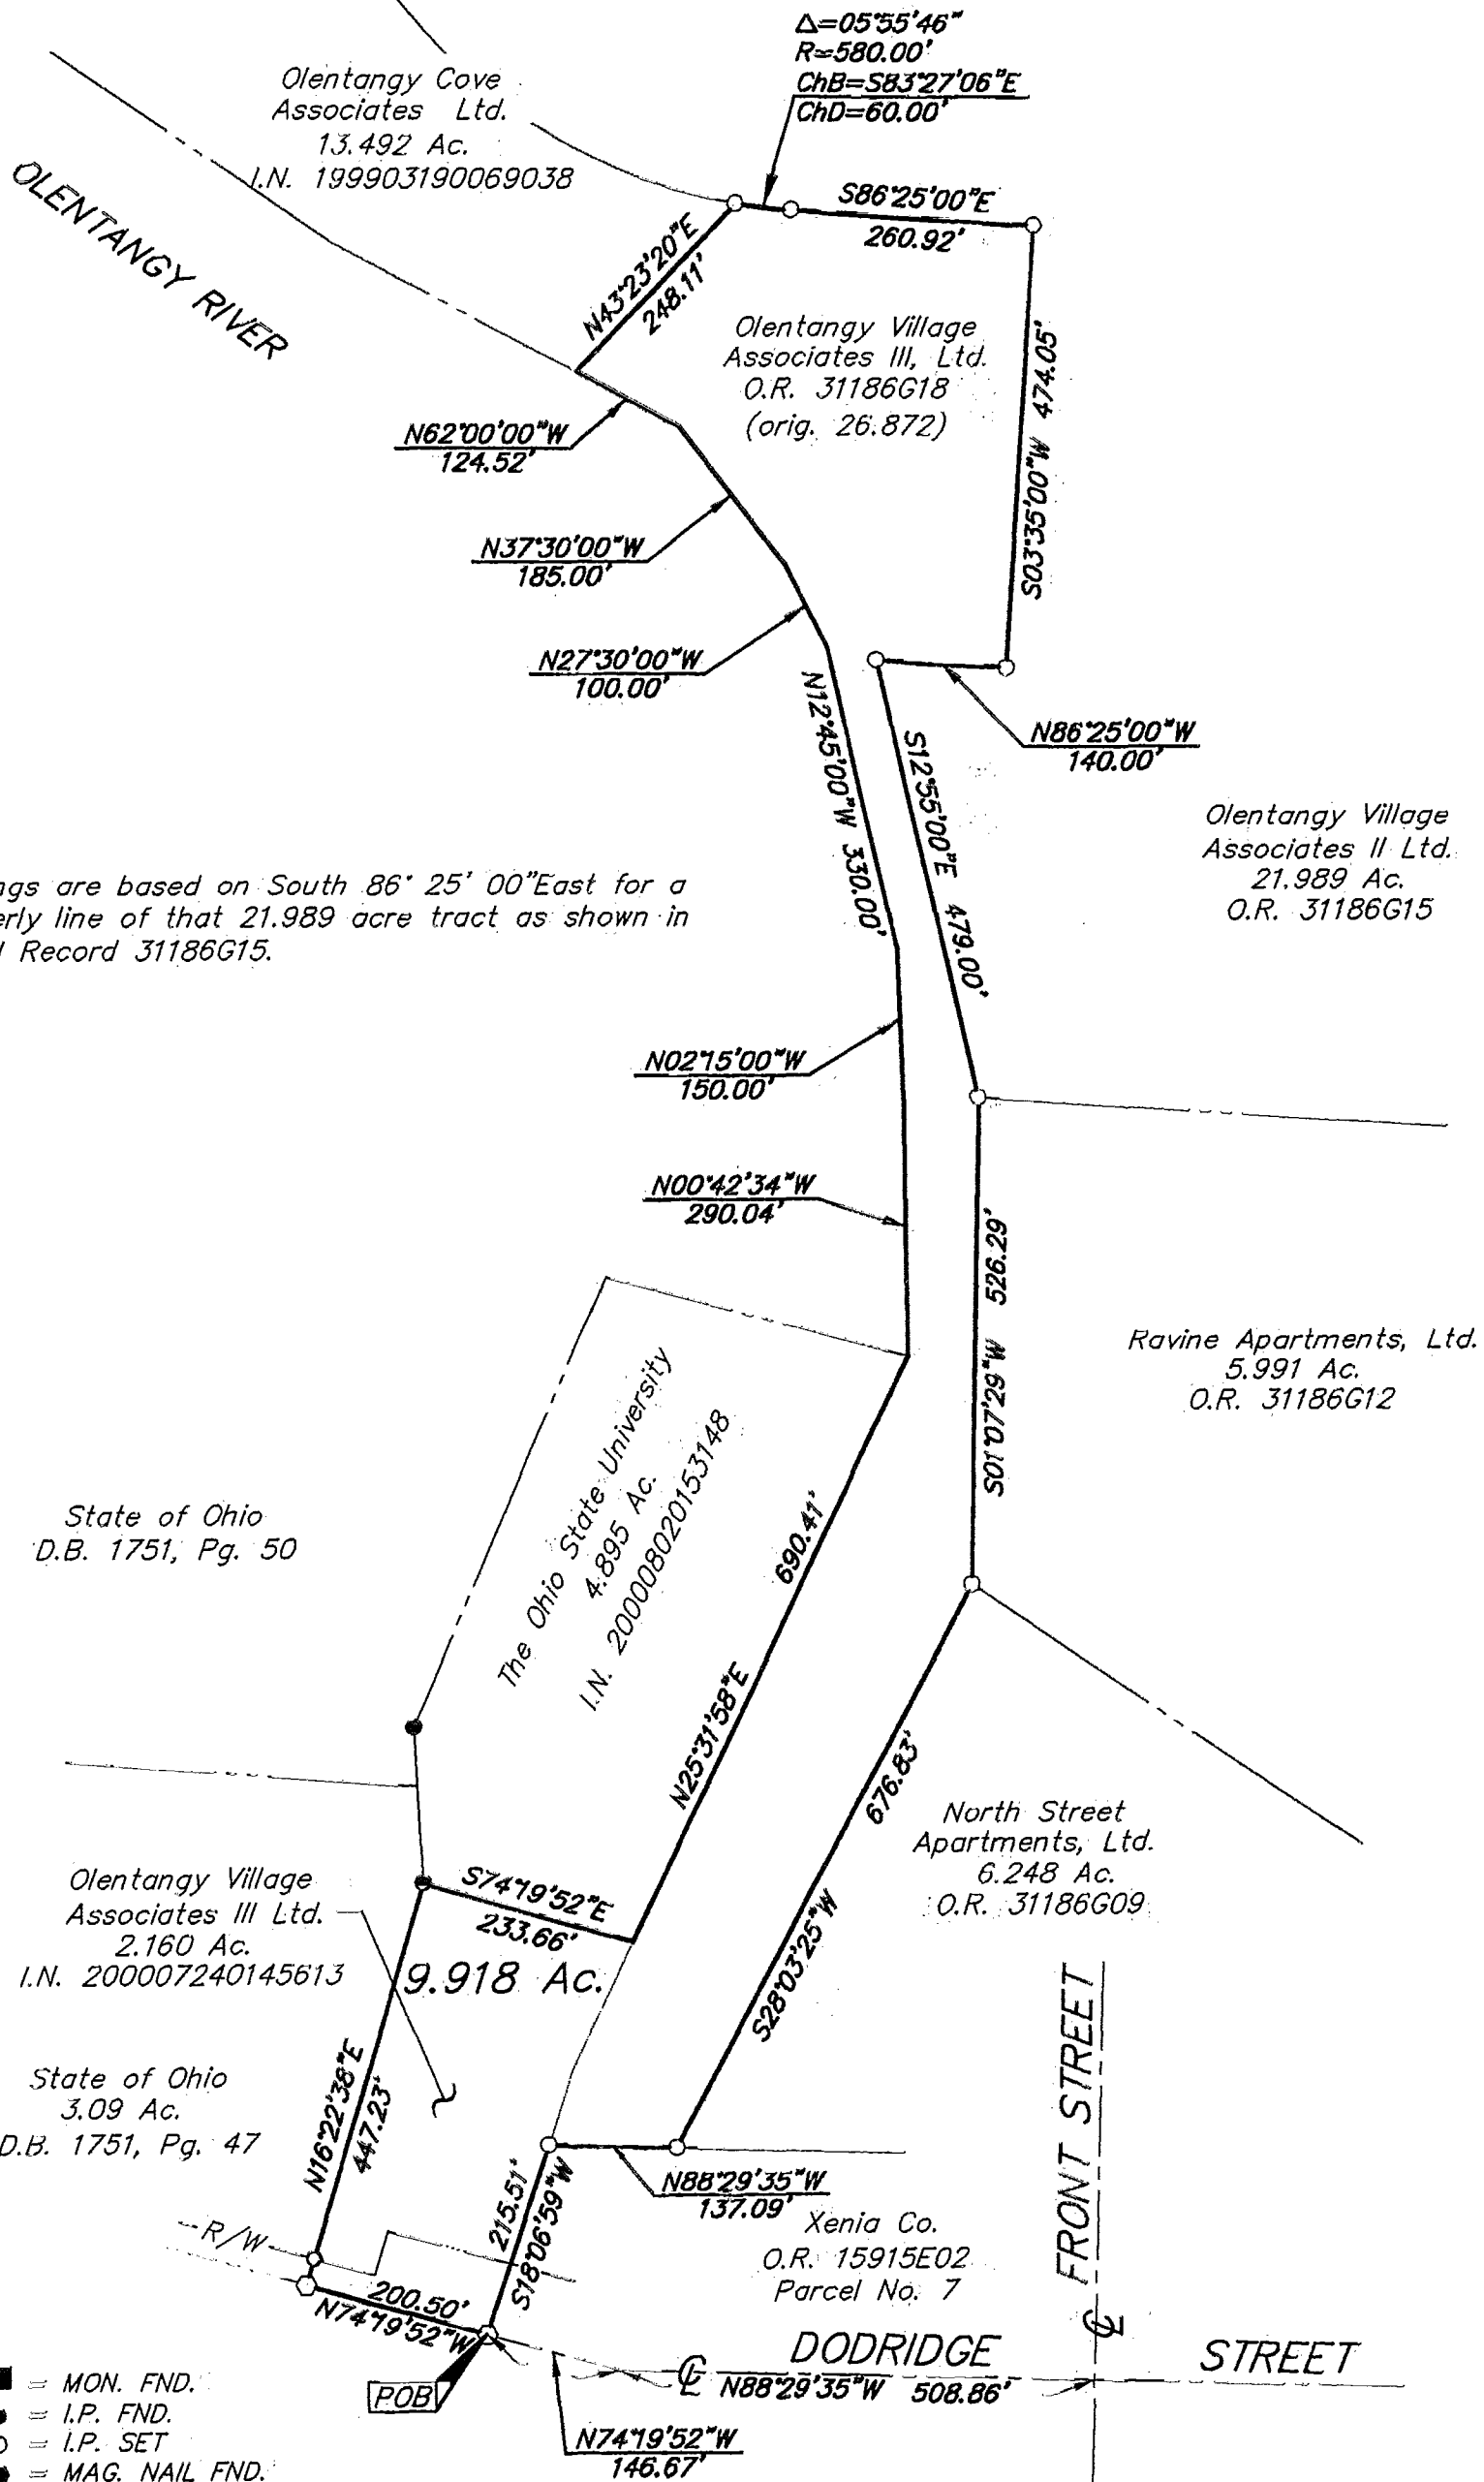 Δ=05°55'46"
R=580.00'
ChB=S83°27'06"E
ChD=60.00'
Olentangy Cove
Associates Ltd.
13.492 Ac.
I.N. 199903190069038
OLENTANGY RIVER
S86°25'00"E
260.92'
N43°23'20"E
248.11'
Olentangy Village
Associates III, Ltd.
O.R. 31186G18
(orig. 26.872)
S03°35'00"W 474.05'
N62°00'00"W
124.52'
N37°30'00"W
185.00'
N27°30'00"W
100.00'
N12°45'00"W 330.00'
N86°25'00"W
140.00'
S12°55'00"E 479.00'
Olentangy Village
Associates II Ltd.
21.989 Ac.
O.R. 31186G15
ngs are based on South 86° 25' 00"East for a
erly line of that 21.989 acre tract as shown in
l Record 31186G15.
N02°15'00"W
150.00'
N00°42'34"W
290.04'
S01°07'29"W 526.29'
Ravine Apartments, Ltd.
5.991 Ac.
O.R. 31186G12
The Ohio State University
4.895 Ac.
I.N. 200008020153148
State of Ohio
D.B. 1751, Pg. 50
N25°31'58"E 690.41'
S28°03'25"W 676.83'
North Street
Apartments, Ltd.
6.248 Ac.
O.R. 31186G09
Olentangy Village
Associates III Ltd.
2.160 Ac.
I.N. 200007240145613
S74°19'52"E
233.66'
9.918 Ac.
State of Ohio
3.09 Ac.
D.B. 1751, Pg. 47
N16°22'38"E
447.23'
FRONT STREET
N88°29'35"W
137.09'
215.51'
S18°06'59"W
Xenia Co.
O.R. 15915E02
Parcel No. 7
R/W
200.50'
N74°19'52"W
POB
DODRIDGE STREET
N88°29'35"W 508.86'
N74°19'52"W
146.67'
= MON. FND.
= I.P. FND.
= I.P. SET
= MAG. NAIL FND.